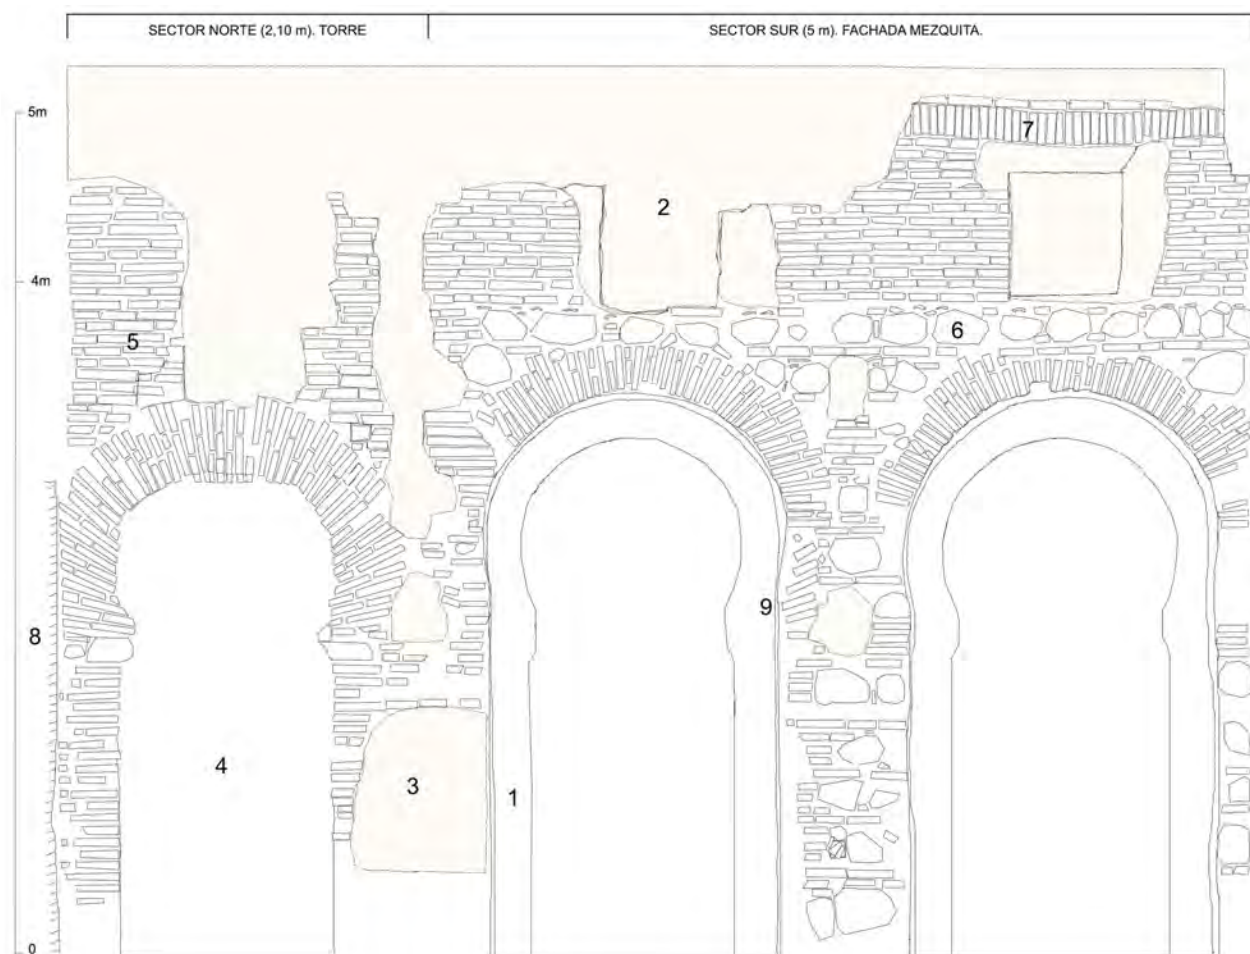 SECTOR NORTE (2,10 m). TORRE
SECTOR SUR (5 m). FACHADA MEZQUITA.
5m
7
2
4m
5
6
9
8
4
3
1
0